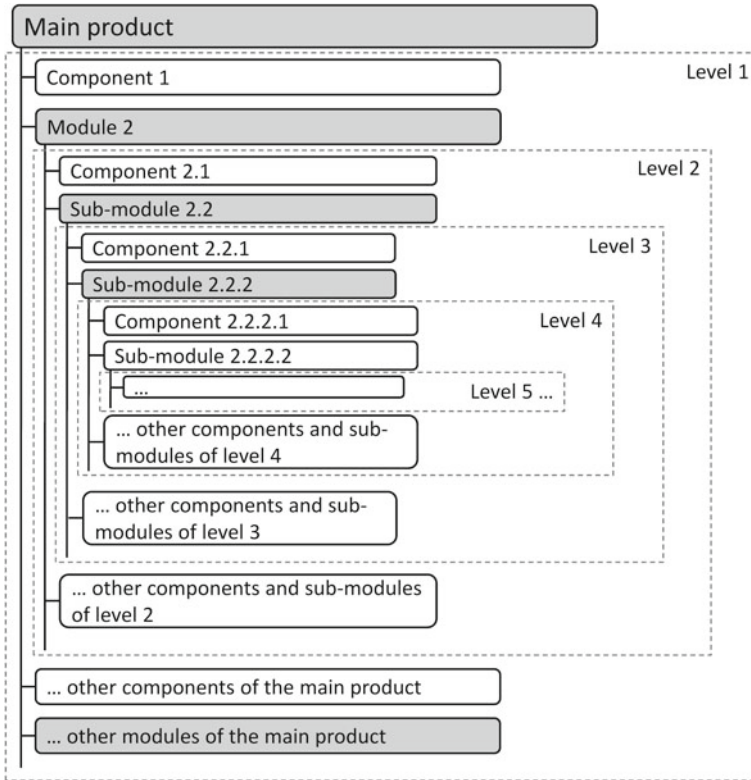 Main product
Level 1
Component 1
Module 2
Level 2
Component 2.1
Sub-module 2.2
Level 3
Component 2.2.1
Sub-module 2.2.2
Level 4
Component 2.2.2.1
Sub-module 2.2.2.2
... Level 5 ...
... other components and sub-
modules of level 4
... other components and sub-
modules of level 3
... other components and sub-modules
of level 2
... other components of the main product
... other modules of the main product